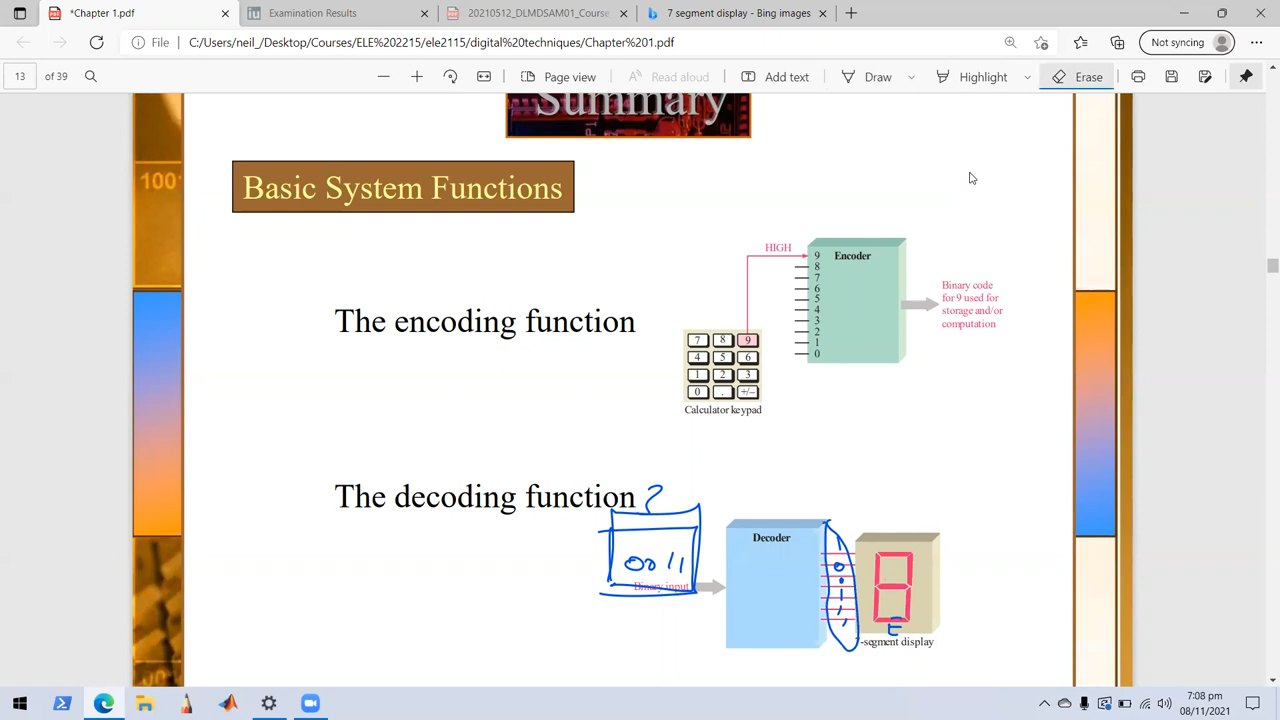 *Chapter 1.pdf
Examination Results
20210512_DLMDSAM01_Course
7 segment display - Bing images
File
C:/Users/neil_/Desktop/Courses/ELE%202215/ele2115/digital%20techniques/Chapter%201.pdf
Not syncing
13 of 39
Page view
Read aloud
Add text
Draw
Highlight
Erase
Summary
100°
Basic System Functions
HIGH
Encoder
9
8
7
6
5
4
3
2
1
0
Binary code
for 9 used for
storage and/or
computation
The encoding function
7 8 9
4 5 6
1 2 3
0 . +/–
Calculator keypad
The decoding function
?
Decoder
0011
Binary input
7-segment display
7:08 pm
08/11/2021